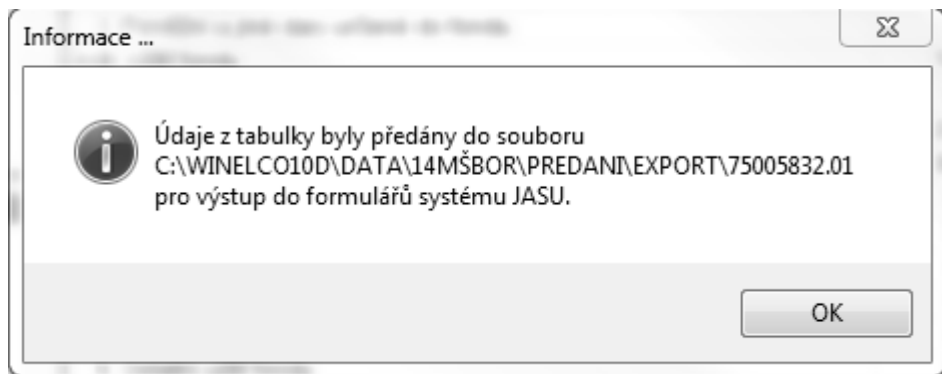 Informace ...
Údaje z tabulky byly předány do souboru
C:\WINELCO10D\DATA\14MŠBOR\PREDANI\EXPORT\75005832.01
pro výstup do formulářů systému JASU.
OK